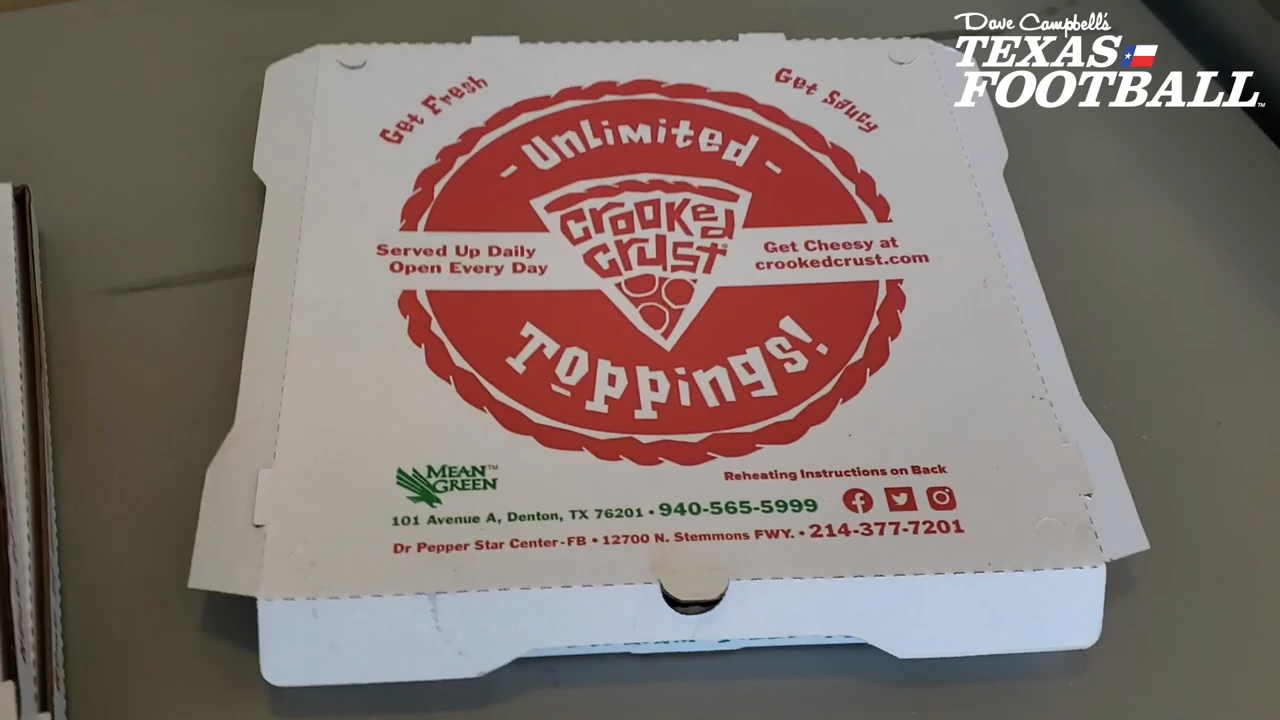 Dave Campbell's
TEXAS
FOOTBALL™
Get Fresh
Get Saucy
- Unlimited -
crooked
crust®
Served Up Daily
Open Every Day
Get Cheesy at
crookedcrust.com
Toppings!
MEAN™
GREEN
Reheating Instructions on Back
101 Avenue A, Denton, TX 76201 • 940-565-5999
Dr Pepper Star Center-FB • 12700 N. Stemmons FWY. • 214-377-7201